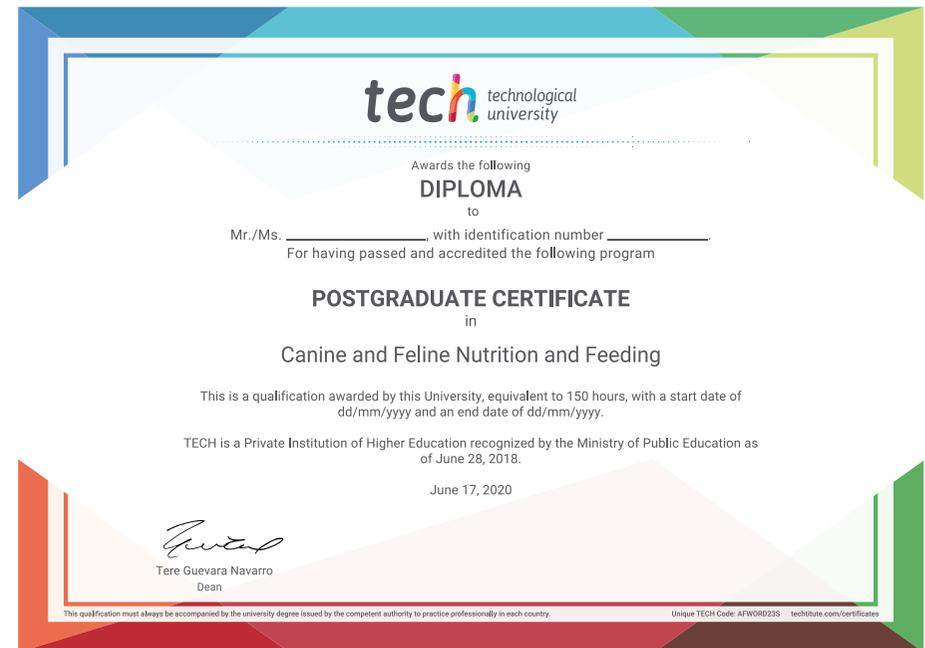 tech technological
university
Awards the following
DIPLOMA
to
Mr./Ms. ____________________, with identification number ______________.
For having passed and accredited the following program
POSTGRADUATE CERTIFICATE
in
Canine and Feline Nutrition and Feeding
This is a qualification awarded by this University, equivalent to 150 hours, with a start date of
dd/mm/yyyy and an end date of dd/mm/yyyy.
TECH is a Private Institution of Higher Education recognized by the Ministry of Public Education as
of June 28, 2018.
June 17, 2020
Tere Guevara Navarro
Dean
This qualification must always be accompanied by the university degree issued by the competent authority to practice professionally in each country. Unique TECH Code: AFWORD23S techtitute.com/certificates